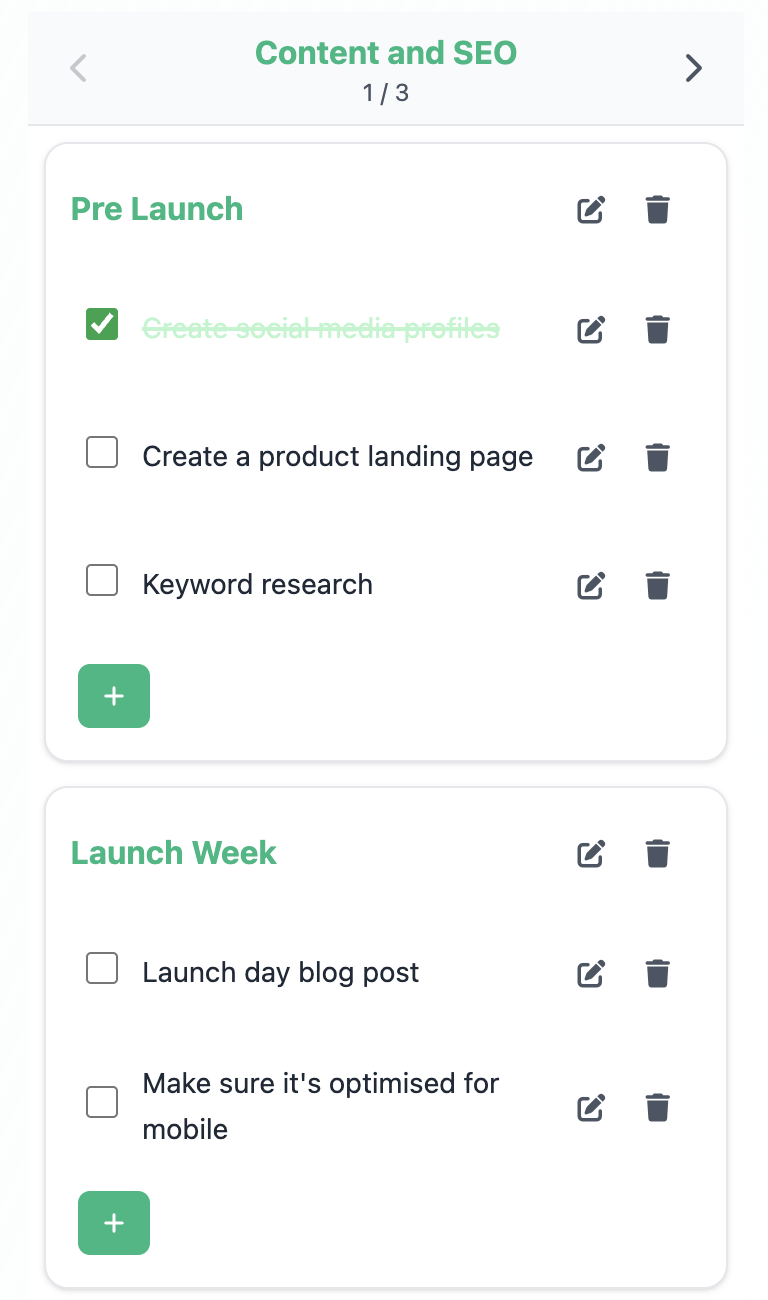 Content and SEO
1 / 3
Pre Launch
Create social media profiles
Create a product landing page
Keyword research
+
Launch Week
Launch day blog post
Make sure it's optimised for
mobile
+